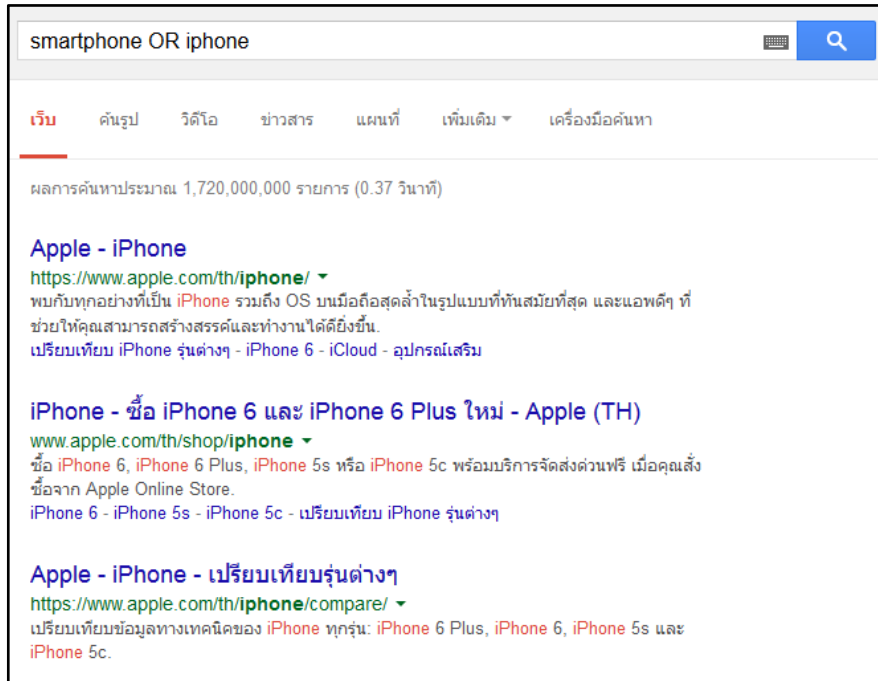 smartphone OR iphone
เว็บ ค้นรูป วิดีโอ ข่าวสาร แผนที่ เพิ่มเติม เครื่องมือค้นหา
ผลการค้นหาประมาณ 1,720,000,000 รายการ (0.37 วินาที)
Apple - iPhone
https://www.apple.com/th/iphone/
พบกับทุกอย่างที่เป็น iPhone รวมถึง OS บนมือถือสุดล้ำในรูปแบบที่ทันสมัยที่สุด และแอพดีๆ ที่
ช่วยให้คุณสามารถสร้างสรรค์และทำงานได้ดียิ่งขึ้น.
เปรียบเทียบ iPhone รุ่นต่างๆ - iPhone 6 - iCloud - อุปกรณ์เสริม
iPhone - ซื้อ iPhone 6 และ iPhone 6 Plus ใหม่ - Apple (TH)
www.apple.com/th/shop/iphone
ซื้อ iPhone 6, iPhone 6 Plus, iPhone 5s หรือ iPhone 5c พร้อมบริการจัดส่งด่วนฟรี เมื่อคุณสั่ง
ซื้อจาก Apple Online Store.
iPhone 6 - iPhone 5s - iPhone 5c - เปรียบเทียบ iPhone รุ่นต่างๆ
Apple - iPhone - เปรียบเทียบรุ่นต่างๆ
https://www.apple.com/th/iphone/compare/
เปรียบเทียบข้อมูลทางเทคนิคของ iPhone ทุกรุ่น: iPhone 6 Plus, iPhone 6, iPhone 5s และ
iPhone 5c.